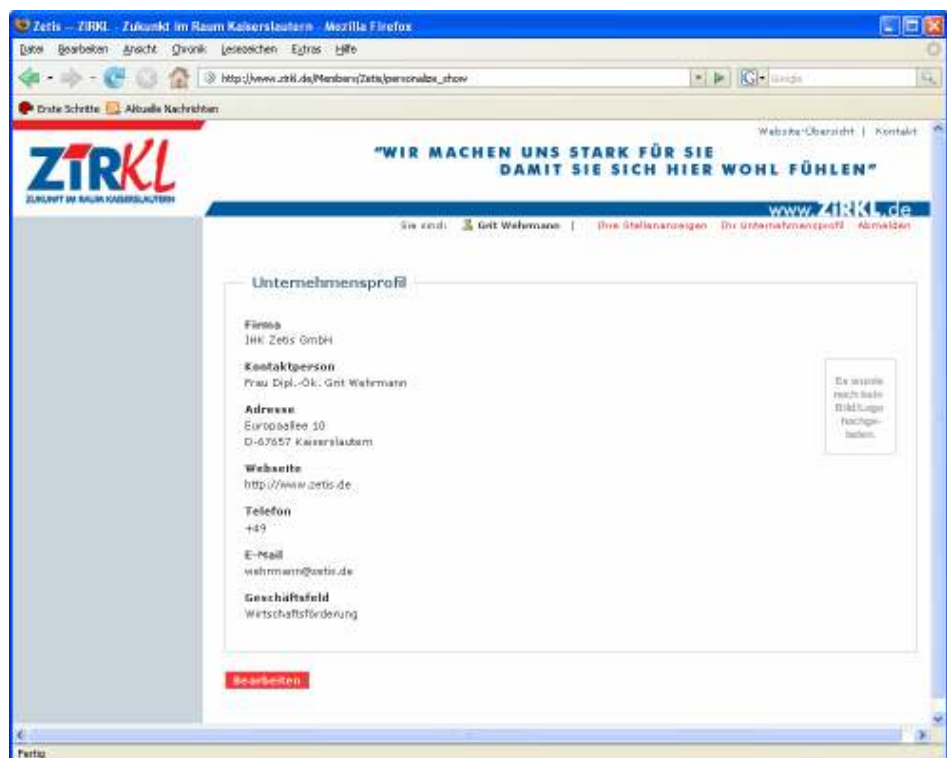 Zetis — ZIRKL - Zukunkt im Raum Kaiserslautern - Mozilla Firefox
Datei Bearbeiten Ansicht Chronik Lesezeichen Extras Hilfe
http://www.zirkl.de/Members/Zetis/personalize_show
G Google
Erste Schritte Aktuelle Nachrichten
Website-Übersicht | Kontakt
ZIRKL
ZUKUNFT IM RAUM KAISERSLAUTERN
"WIR MACHEN UNS STARK FÜR SIE
DAMIT SIE SICH HIER WOHL FÜHLEN"
www.ZiRKL.de
Sie sind: Grit Wehrmann | Ihre Stellenanzeigen Ihr Unternehmensprofil Abmelden
Unternehmensprofil
Firma
IHK Zetis GmbH
Kontaktperson
Frau Dipl.-Ök. Grit Wehrmann
Es wurde
noch kein
Bild/Logo
hochge-
laden.
Adresse
Europaallee 10
D-67657 Kaiserslautern
Webseite
http://www.zetis.de
Telefon
+49
E-Mail
wehrmann@zetis.de
Geschäftsfeld
Wirtschaftsförderung
Bearbeiten
Fertig